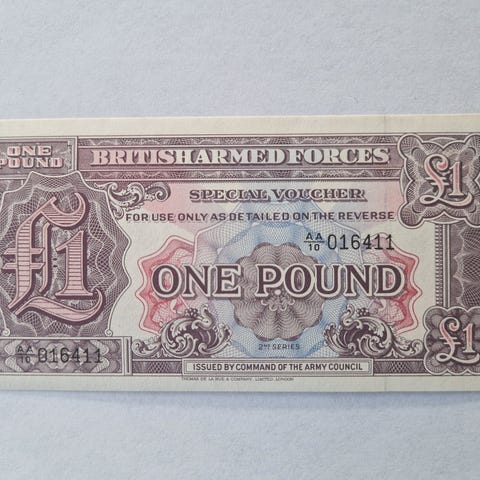 ONE
POUND
BRITISH ARMED FORCES
£1
SPECIAL VOUCHER
FOR USE ONLY AS DETAILED ON THE REVERSE
AA/10 016411
£1
ONE POUND
£1
2ND SERIES
AA/10 016411
ISSUED BY COMMAND OF THE ARMY COUNCIL
THOMAS DE LA RUE & COMPANY, LIMITED, LONDON